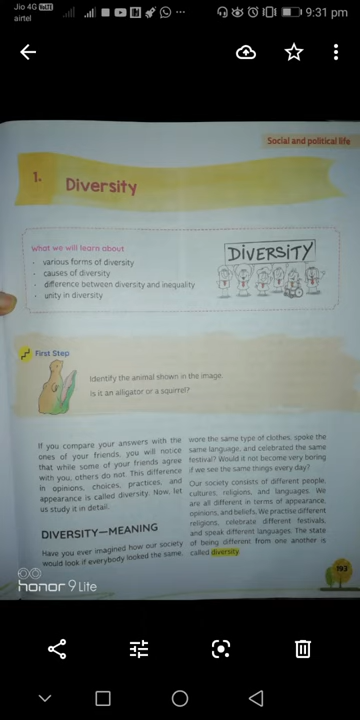 Jio 4G VoLTE
airtel
9:31 pm
Social and political life
1.
Diversity
What we will learn about
· various forms of diversity
· causes of diversity
· difference between diversity and inequality
· unity in diversity
DIVERSITY
First Step
Identify the animal shown in the image.
Is it an alligator or a squirrel?
If you compare your answers with the
ones of your friends, you will notice
that while some of your friends agree
with you, others do not. This difference
in opinions, choices, practices, and
appearance is called diversity. Now, let
us study it in detail.
DIVERSITY—MEANING
Have you ever imagined how our society
would look if everybody looked the same,
wore the same type of clothes, spoke the
same language, and celebrated the same
festival? Would it not become very boring
if we see the same things every day?
Our society consists of different people,
cultures, religions, and languages. We
are all different in terms of appearance,
opinions, and beliefs. We practise different
religions, celebrate different festivals,
and speak different languages. The state
of being different from one another is
called diversity.
honor 9 Lite